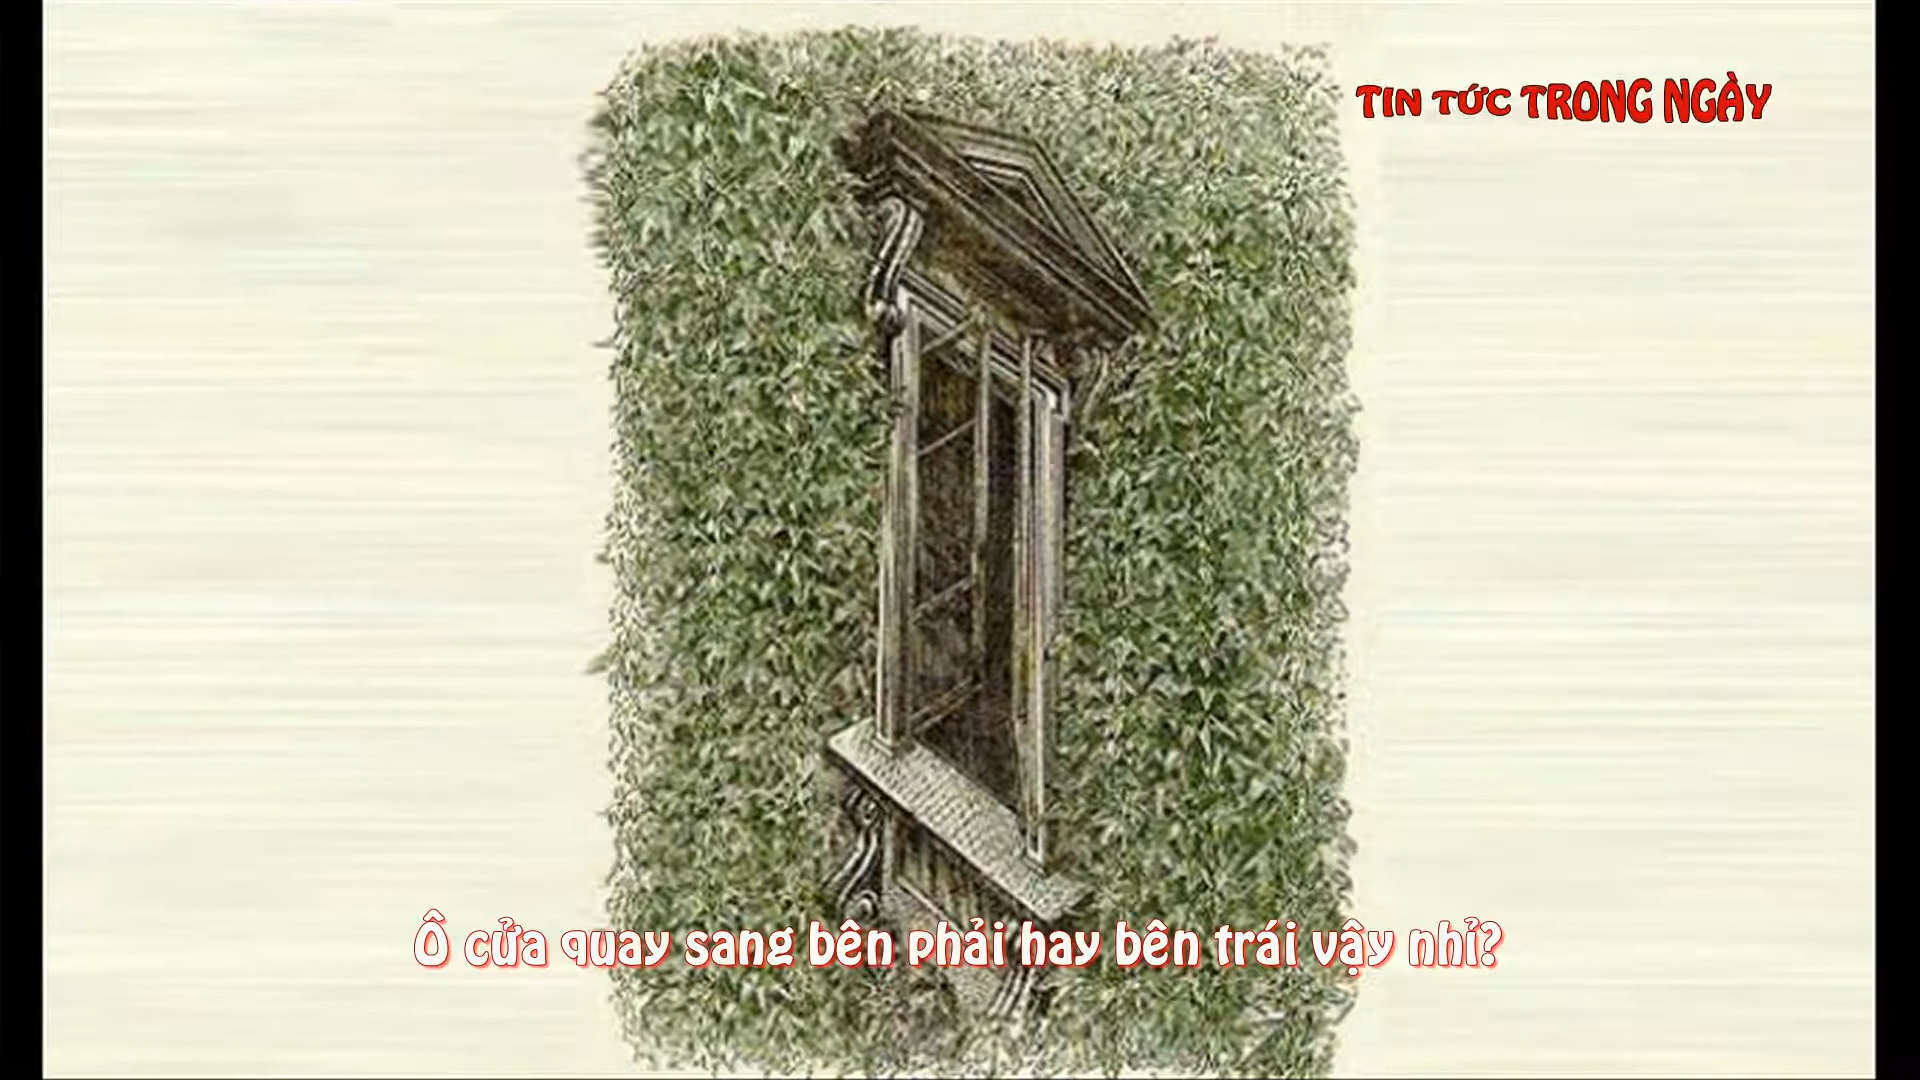 TIN TỨC TRONG NGÀY
Ô cửa quay sang bên phải hay bên trái vậy nhỉ?